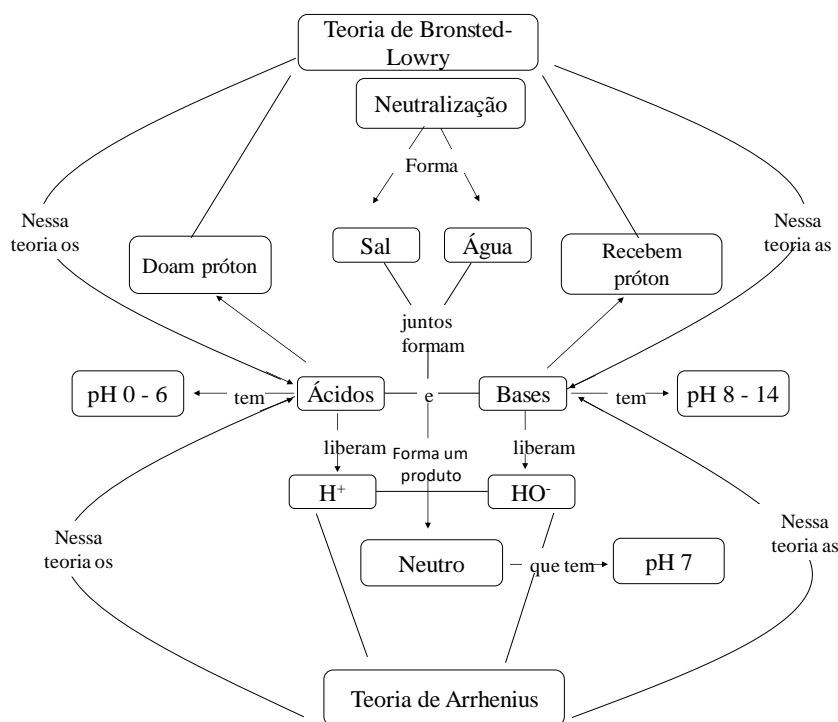 Teoria de Bronsted-
Lowry
Neutralização
Forma
Nessa
teoria os
Doam próton
Sal
Água
Recebem
próton
Nessa
teoria as
juntos
formam
pH 0 - 6
tem
Ácidos
e
Bases
tem
pH 8 - 14
liberam
Forma um
produto
liberam
H⁺
HO⁻
Nessa
teoria os
Neutro
que tem
pH 7
Nessa
teoria as
Teoria de Arrhenius